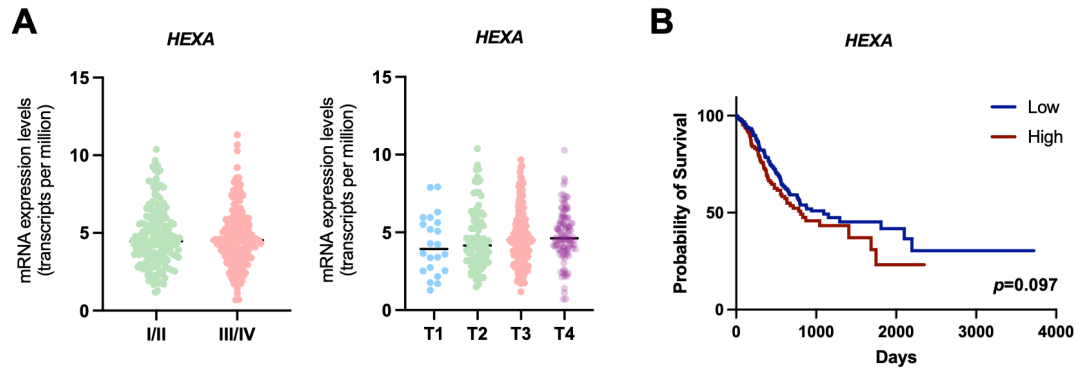 A
HEXA
mRNA expression levels
(transcripts per million)
15
10
5
0
I/II
III/IV
HEXA
mRNA expression levels
(transcripts per million)
15
10
5
0
T1
T2
T3
T4
B
HEXA
Probability of Survival
100
50
0
0
1000
2000
3000
4000
Days
Low
High
p=0.097